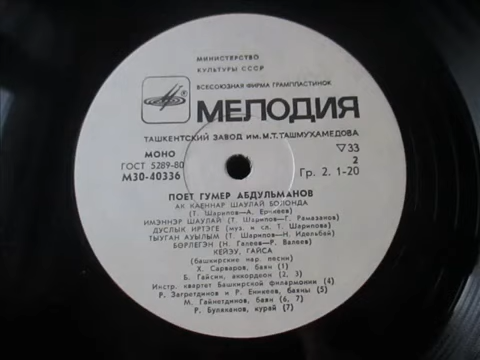 МИНИСТЕРСТВО
КУЛЬТУРЫ СССР
ВСЕСОЮЗНАЯ ФИРМА ГРАМПЛАСТИНОК
МЕЛОДИЯ
ТАШКЕНТСКИЙ ЗАВОД ИМ. М.Т. ТАШМУХАМЕДОВА
МОНО ▽33
ГОСТ 5289-80 2
М30-40336 Гр. 2. 1-20
ПОЕТ ГУМЕР АБДУЛЬМАНОВ
АК КАЕННАР ШАУЛАЙ БОЛОНДА
(Т. Шарипов—А. Еркеев)
ИМЭННЭР ШАУЛАЙ (Т. Шарипов—Г. Рамазанов)
ДУСЛЫК ИРТЭГЕ (муз. и сл. Т. Шарипова)
ТЫУГАН АУЫЛЫМ (Т. Шарипов—Н. Идельбай)
БӨРЛЕГЭН (Н. Галеев—Р. Валеев)
КЕЙЭУ, ГАЙСА
(башкирские нар. песни)
Х. Сарваров, баян (1)
Б. Гайсин, аккордеон (2, 3)
Инстр. квартет Башкирской филармонии (4)
Р. Загретдинов и Р. Еникеев, баяны (5)
М. Гайнетдинов, баян (6, 7)
Р. Буляканов, курай (7)